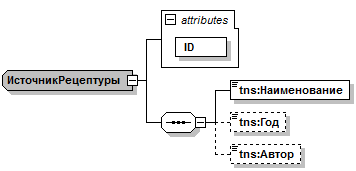 attributes
ID
ИсточникРецептуры
tns:Наименование
tns:Год
tns:Автор